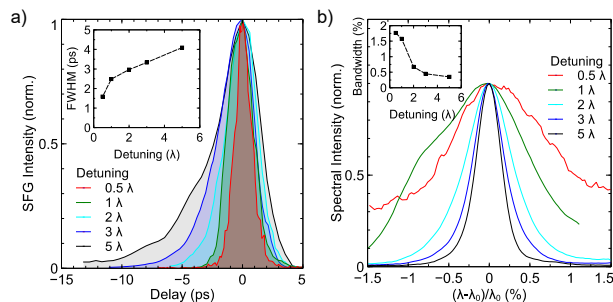 a)
SFG Intensity (norm.)
1
0.5
0
-10
-5
0
5
Delay (ps)
FWHM (ps)
5
4
3
2
1
0
0
2
4
6
Detuning (λ)
Detuning
0.5 λ
1 λ
2 λ
3 λ
5 λ
b)
Spectral Intensity (norm.)
-1.5
-1.0
-0.5
0
0.5
1.0
1.5
(λ-λ₀)/λ₀ (%)
Bandwidth (%)
2
1.5
1
0.5
0
2
4
6
Detuning (λ)
Detuning
0.5 λ
1 λ
2 λ
3 λ
5 λ